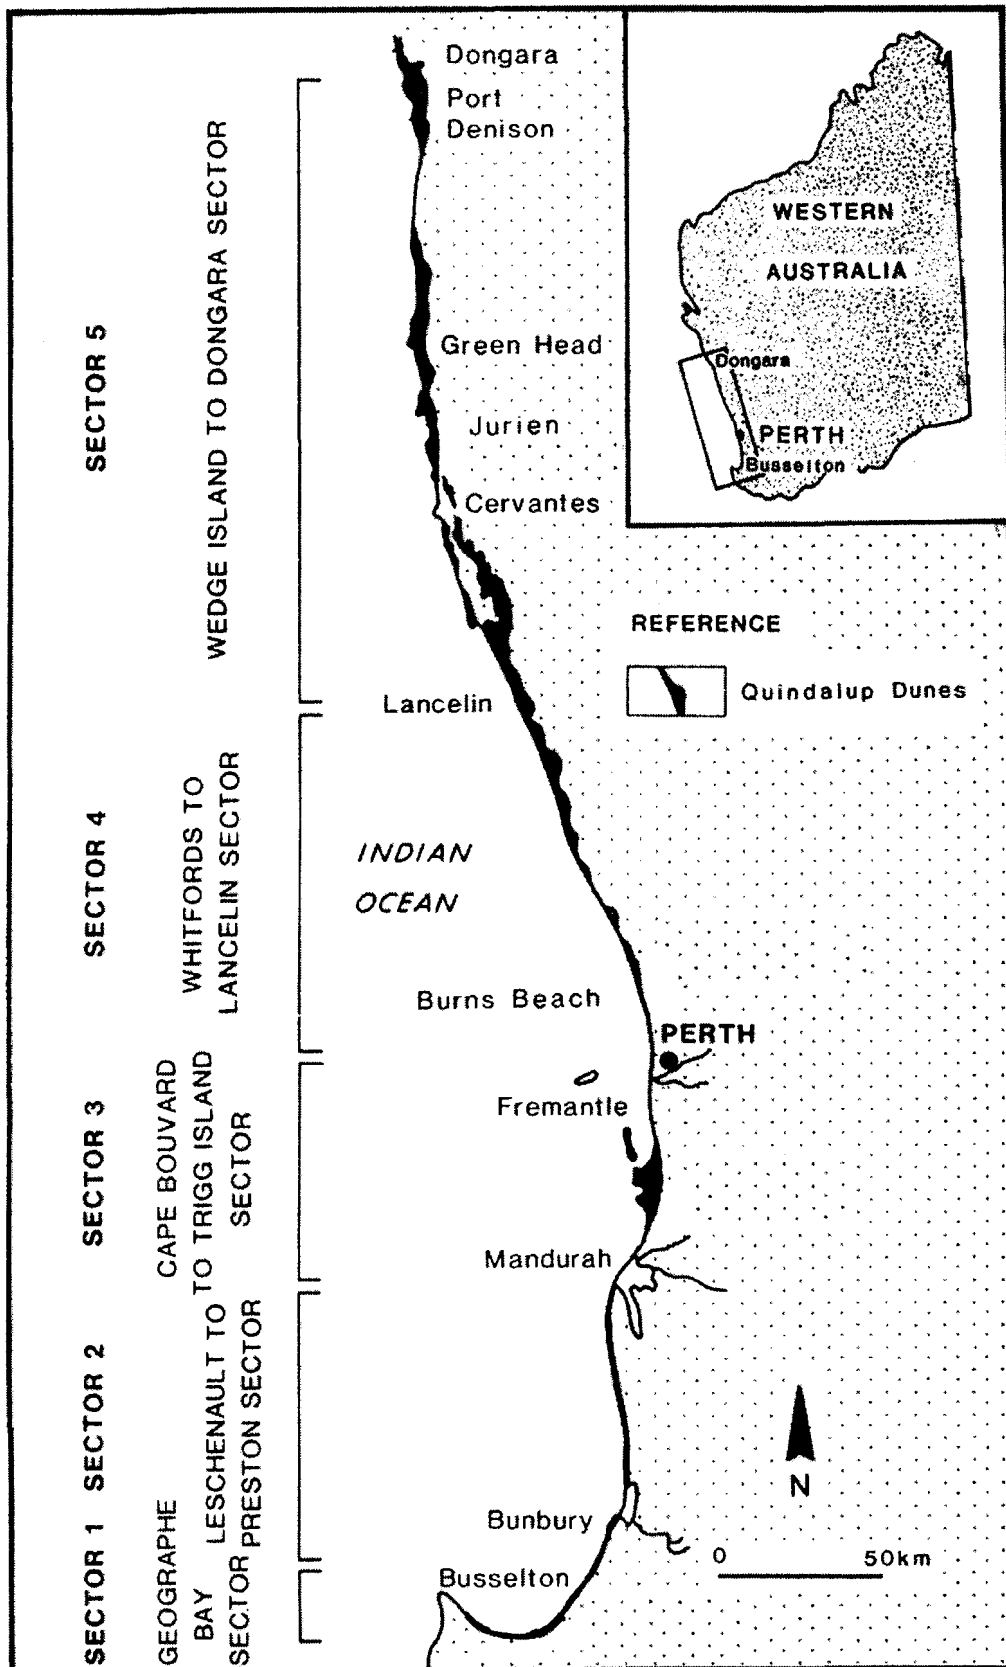 Dongara
Port
Denison
Green Head
Jurien
Cervantes
Lancelin
INDIAN
OCEAN
Burns Beach
PERTH
Fremantle
Mandurah
Bunbury
Busselton
WESTERN
AUSTRALIA
Dongara
PERTH
Busselton
REFERENCE
Quindalup Dunes
N
0 50km
SECTOR 5
WEDGE ISLAND TO DONGARA SECTOR
SECTOR 4
WHITFORDS TO
LANCELIN SECTOR
SECTOR 3
CAPE BOUVARD
TO TRIGG ISLAND
SECTOR
SECTOR 2
LESCHENAULT TO
PRESTON SECTOR
SECTOR 1
GEOGRAPHE
BAY
SECTOR